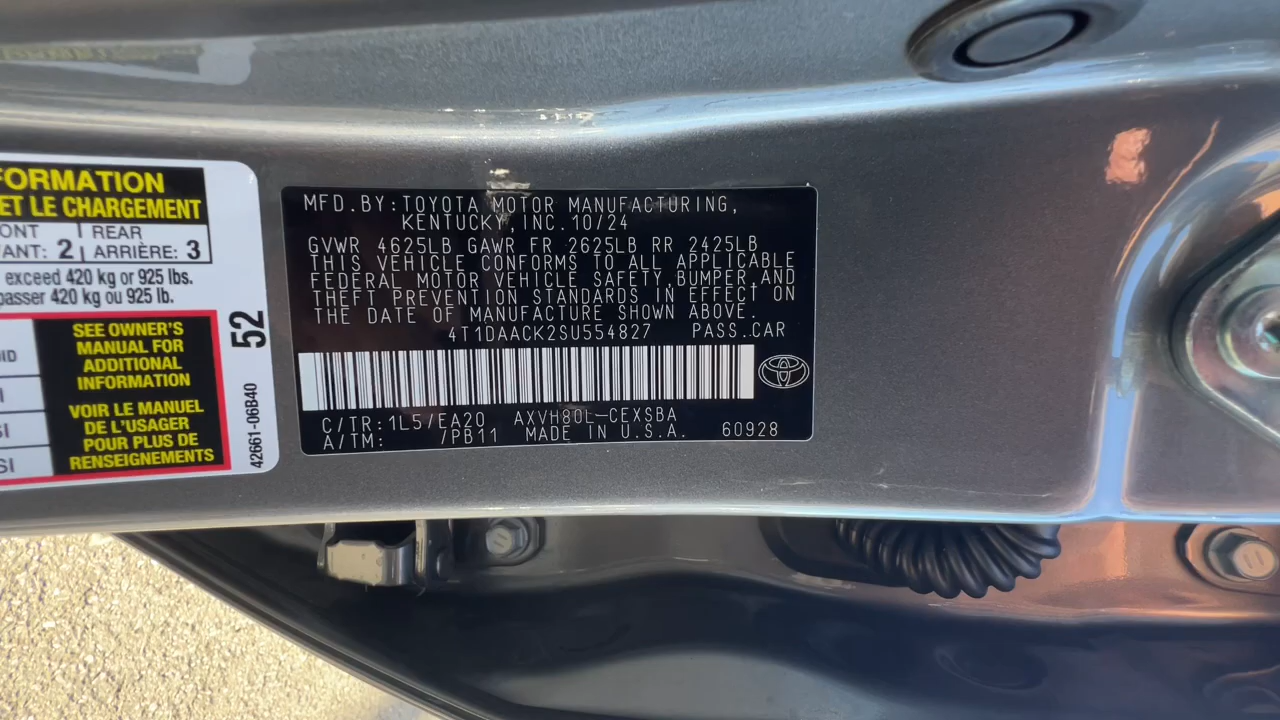 FORMATION
ET LE CHARGEMENT
ONT REAR
ANT: 2 ARRIÈRE: 3
exceed 420 kg or 925 lbs.
passer 420 kg ou 925 lb.
SEE OWNER'S
MANUAL FOR
ADDITIONAL
INFORMATION
VOIR LE MANUEL
DE L'USAGER
POUR PLUS DE
RENSEIGNEMENTS
52
42661-06B40
MFD.BY:TOYOTA MOTOR MANUFACTURING,
KENTUCKY,INC.10/24
GVWR 4625LB GAWR FR 2625LB RR 2425LB
THIS VEHICLE CONFORMS TO ALL APPLICABLE
FEDERAL MOTOR VEHICLE SAFETY,BUMPER,AND
THEFT PREVENTION STANDARDS IN EFFECT ON
THE DATE OF MANUFACTURE SHOWN ABOVE.
4T1DAACK2SU554827 PASS.CAR
C/TR:1L5/EA20 AXVH80L-CEXSBA
A/TM: /PB11 MADE IN U.S.A. 60928